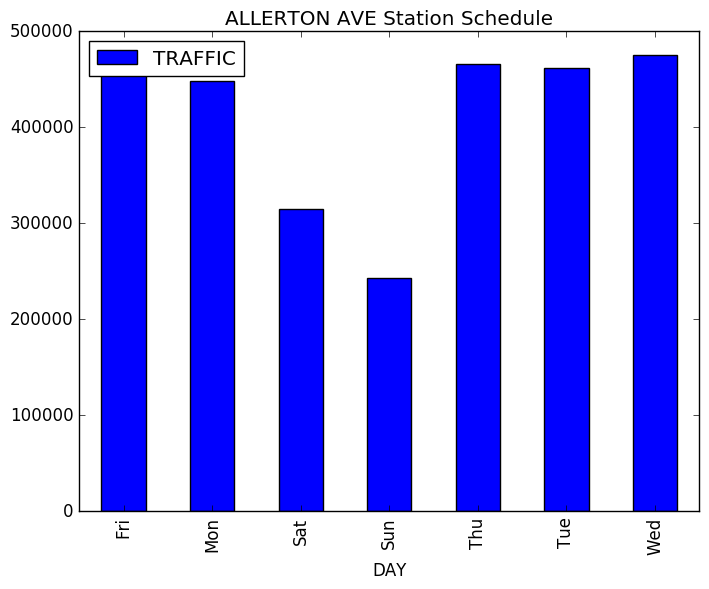 ALLERTON AVE Station Schedule
TRAFFIC
500000
400000
300000
200000
100000
0
Fri Mon Sat Sun Thu Tue Wed
DAY